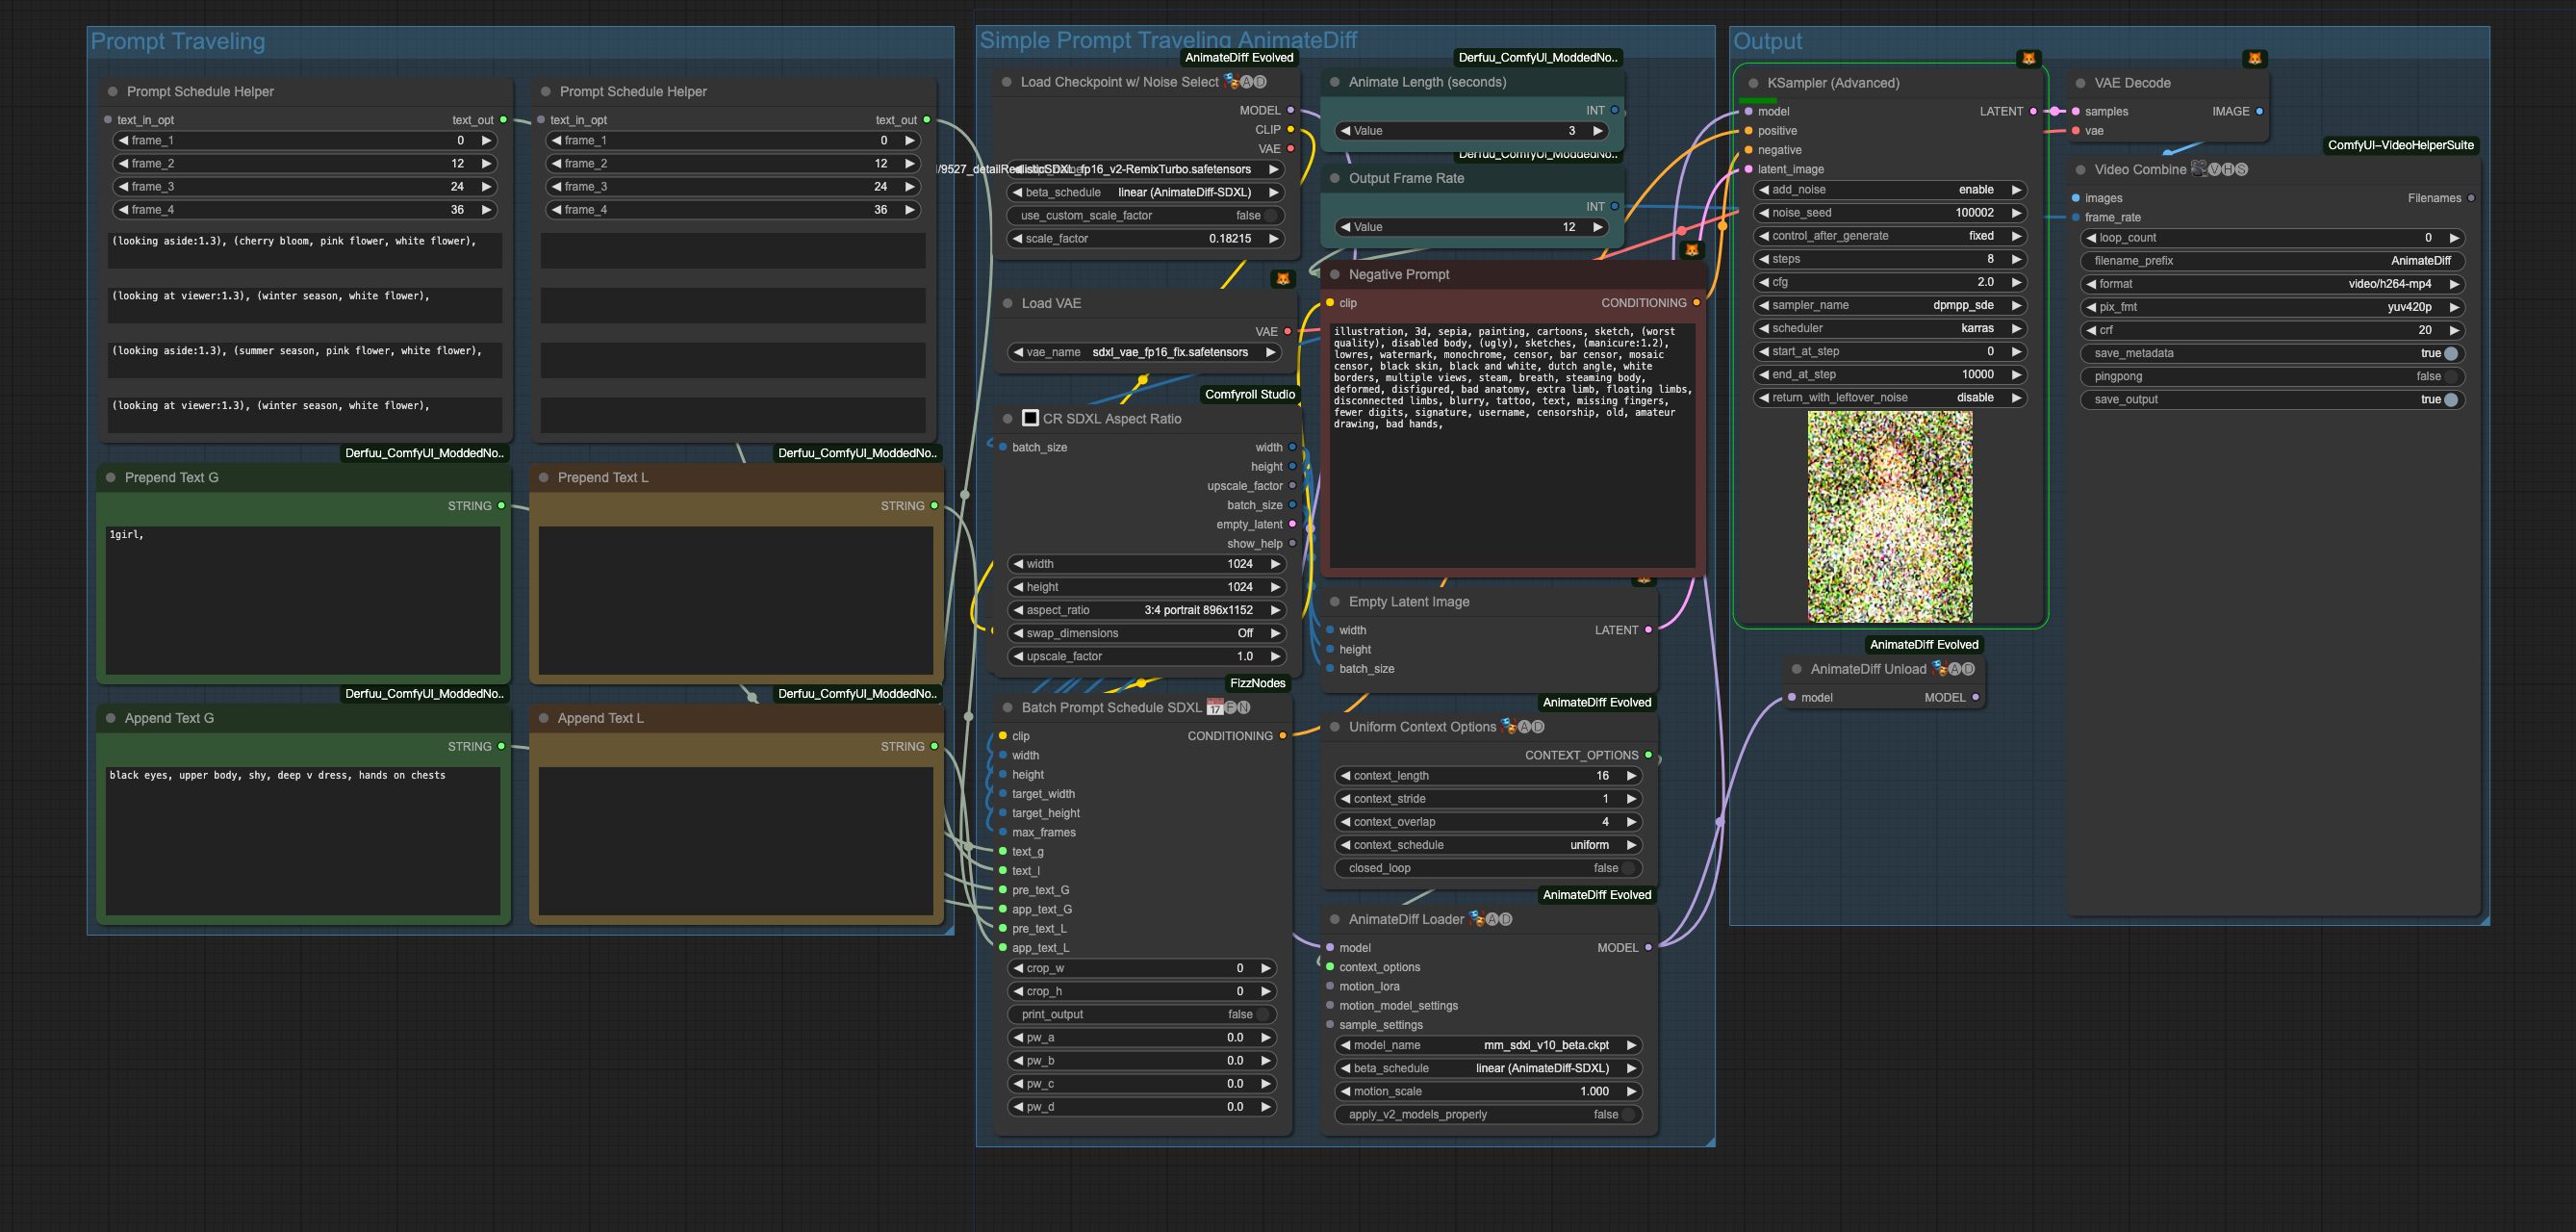 Prompt Traveling
Prompt Schedule Helper
text_in_opt text_out
frame_1 0
frame_2 12
frame_3 24
frame_4 36
(looking aside:1.3), (cherry bloom, pink flower, white flower),
(looking at viewer:1.3), (winter season, white flower),
(looking aside:1.3), (summer season, pink flower, white flower),
(looking at viewer:1.3), (winter season, white flower),
Prompt Schedule Helper
text_in_opt text_out
frame_1 0
frame_2 12
frame_3 24
frame_4 36
Derfuu_ComfyUI_ModdedNo..
Prepend Text G
STRING
1girl,
Derfuu_ComfyUI_ModdedNo..
Prepend Text L
STRING
Derfuu_ComfyUI_ModdedNo..
Append Text G
STRING
black eyes, upper body, shy, deep v dress, hands on chests
Derfuu_ComfyUI_ModdedNo..
Append Text L
STRING
Simple Prompt Traveling AnimateDiff
AnimateDiff Evolved
Load Checkpoint w/ Noise Select
MODEL
CLIP
VAE
fp16_v2-RemixTurbo.safetensors
beta_schedule linear (AnimateDiff-SDXL)
use_custom_scale_factor false
scale_factor 0.18215
Load VAE
VAE
vae_name sdxl_vae_fp16_fix.safetensors
Comfyroll Studio
CR SDXL Aspect Ratio
batch_size width
height
upscale_factor
batch_size
empty_latent
show_help
width 1024
height 1024
aspect_ratio 3:4 portrait 896x1152
swap_dimensions Off
upscale_factor 1.0
FizzNodes
Batch Prompt Schedule SDXL 17 F N
clip CONDITIONING
width
height
target_width
target_height
max_frames
text_g
text_l
pre_text_G
app_text_G
pre_text_L
app_text_L
crop_w 0
crop_h 0
print_output false
pw_a 0.0
pw_b 0.0
pw_c 0.0
pw_d 0.0
Derfuu_ComfyUI_ModdedNo..
Animate Length (seconds)
INT
Value 3
Derfuu_ComfyUI_ModdedNo..
Output Frame Rate
INT
Value 12
Negative Prompt
clip CONDITIONING
illustration, 3d, sepia, painting, cartoons, sketch, (worst
quality), disabled body, (ugly), sketches, (manicure:1.2),
lowres, watermark, monochrome, censor, bar censor, mosaic
censor, black skin, black and white, dutch angle, white
borders, multiple views, steam, breath, steaming body,
deformed, disfigured, bad anatomy, extra limb, floating limbs,
disconnected limbs, blurry, tattoo, text, missing fingers,
fewer digits, signature, username, censorship, old, amateur
drawing, bad hands,
Empty Latent Image
width LATENT
height
batch_size
AnimateDiff Evolved
Uniform Context Options A D
CONTEXT_OPTIONS
context_length 16
context_stride 1
context_overlap 4
context_schedule uniform
closed_loop false
AnimateDiff Evolved
AnimateDiff Loader A D
model MODEL
context_options
motion_lora
motion_model_settings
sample_settings
model_name mm_sdxl_v10_beta.ckpt
beta_schedule linear (AnimateDiff-SDXL)
motion_scale 1.000
apply_v2_models_properly false
Output
KSampler (Advanced)
model LATENT
positive
negative
latent_image
add_noise enable
noise_seed 100002
control_after_generate fixed
steps 8
cfg 2.0
sampler_name dpmpp_sde
scheduler karras
start_at_step 0
end_at_step 10000
return_with_leftover_noise disable
AnimateDiff Evolved
AnimateDiff Unload A D
model MODEL
VAE Decode
samples IMAGE
vae
ComfyUI-VideoHelperSuite
Video Combine V H S
images Filenames
frame_rate
loop_count 0
filename_prefix AnimateDiff
format video/h264-mp4
pix_fmt yuv420p
crf 20
save_metadata true
pingpong false
save_output true